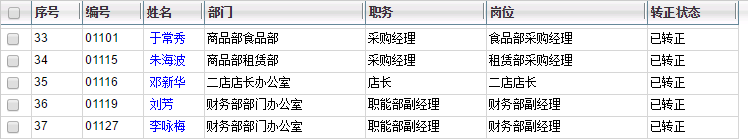 序号 编号 姓名 部门 职务 岗位 转正状态
33 01101 于常秀 商品部食品部 采购经理 食品部采购经理 已转正
34 01115 朱海波 商品部租赁部 采购经理 租赁部采购经理 已转正
35 01116 邓新华 二店店长办公室 店长 二店店长 已转正
36 01119 刘芳 财务部部门办公室 职能部副经理 财务部副经理 已转正
37 01127 李咏梅 财务部部门办公室 职能部副经理 财务部副经理 已转正